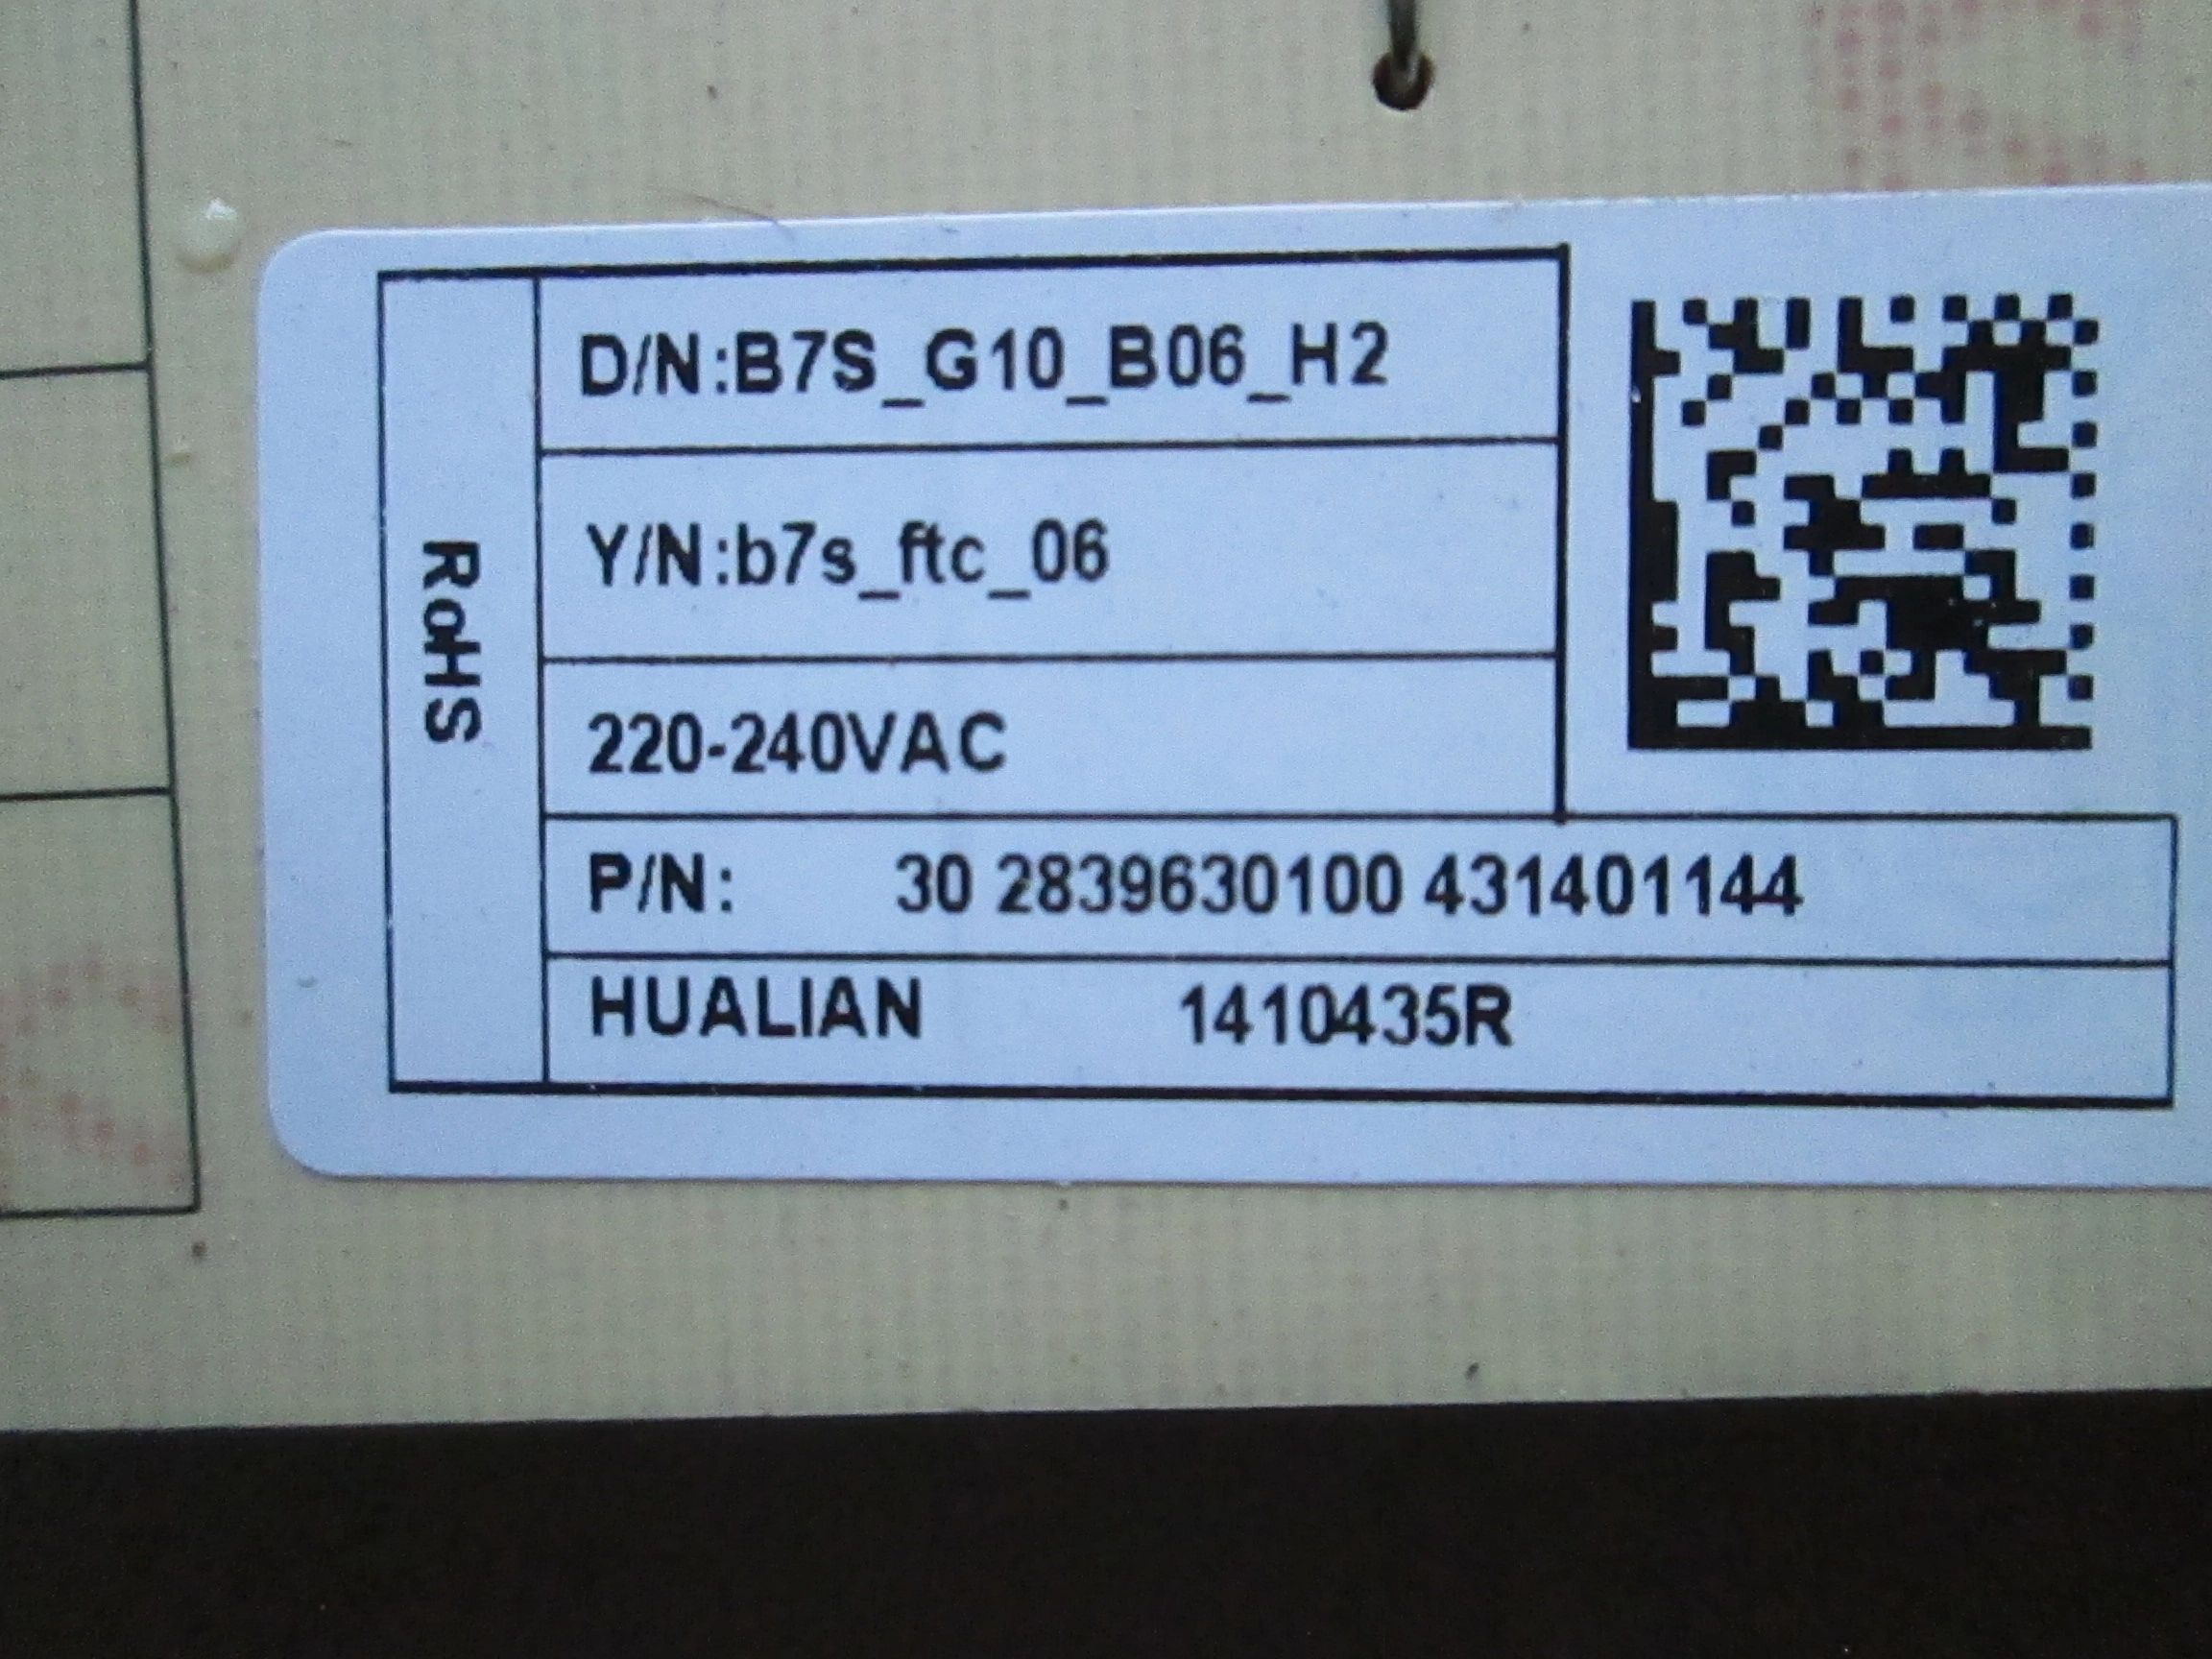 RoHS
D/N:B7S_G10_B06_H2
Y/N:b7s_ftc_06
220-240VAC
P/N: 30 2839630100 431401144
HUALIAN 1410435R